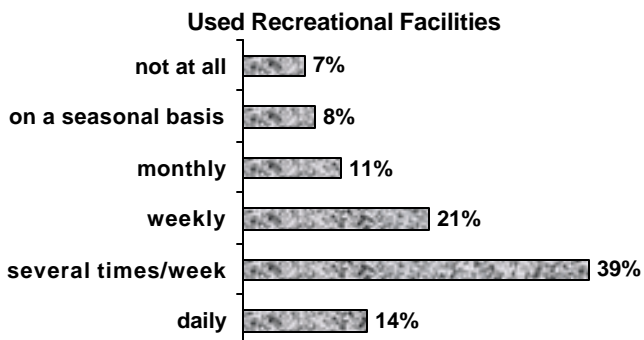 Used Recreational Facilities
not at all 7%
on a seasonal basis 8%
monthly 11%
weekly 21%
several times/week 39%
daily 14%